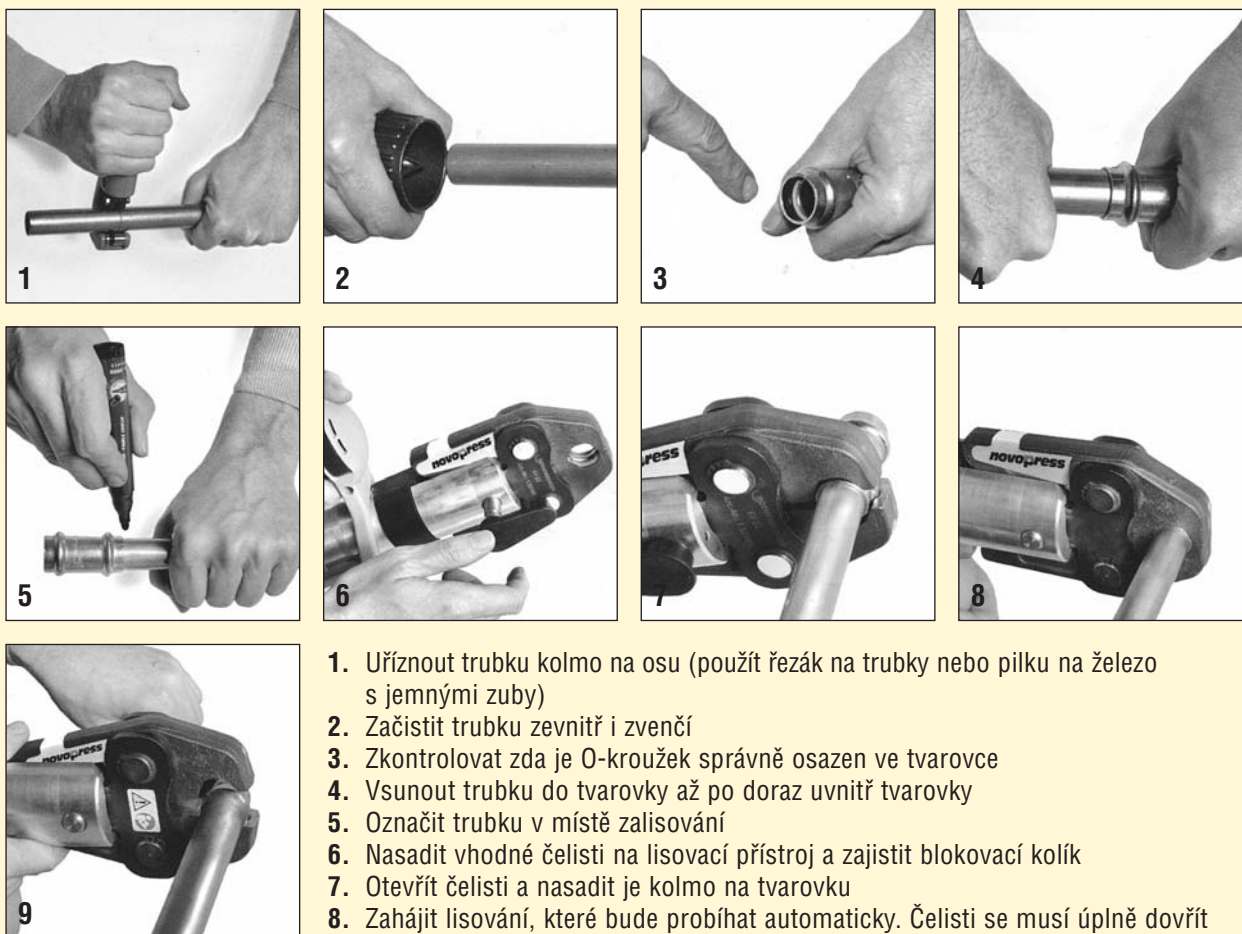 1
2
3
4
5
novopress
6
ress
7
novopress
8
novopress
9
1. Uříznout trubku kolmo na osu (použít řezák na trubky nebo pilku na železo
s jemnými zuby)
2. Začistit trubku zevnitř i zvenčí
3. Zkontrolovat zda je O-kroužek správně osazen ve tvarovce
4. Vsunout trubku do tvarovky až po doraz uvnitř tvarovky
5. Označit trubku v místě zalisování
6. Nasadit vhodné čelisti na lisovací přístroj a zajistit blokovací kolík
7. Otevřít čelisti a nasadit je kolmo na tvarovku
8. Zahájit lisování, které bude probíhat automaticky. Čelisti se musí úplně dovřít